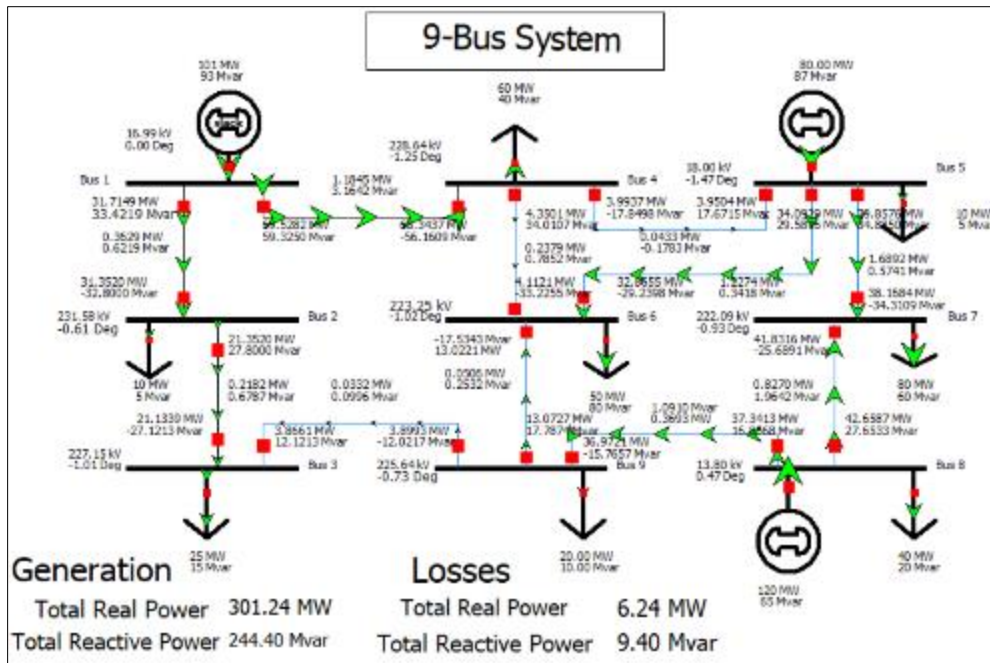 9-Bus System
101 MW
93 Mvar
slack
16.99 kV
0.00 Deg
Bus 1
60 MW
40 Mvar
228.64 kV
-1.25 Deg
Bus 4
80.00 MW
87 Mvar
18.00 kV
-1.47 Deg
Bus 5
1.1845 MW
3.1642 Mvar
31.7149 MW
33.4219 Mvar
59.3250 Mvar
-56.1609 Mvar
4.3501 MW
34.0107 Mvar
3.9937 MW
-17.8498 Mvar
3.9504 MW
17.6715 Mvar
10 MW
5 Mvar
0.3629 MW
0.6219 Mvar
0.2379 MW
0.7852 Mvar
0.0433 MW
-0.1783 Mvar
1.6892 MW
0.5741 Mvar
31.3520 MW
-32.8000 Mvar
4.1121 MW
-33.2255 Mvar
-29.2398 Mvar
0.3418 Mvar
38.1684 MW
-34.3109 Mvar
231.58 kV
-0.61 Deg
Bus 2
223.25 kV
-1.02 Deg
Bus 6
222.09 kV
-0.93 Deg
Bus 7
21.3520 MW
27.8000 Mvar
-17.5343 MW
13.0221 Mvar
41.8316 MW
-25.6891 Mvar
10 MW
5 Mvar
0.2182 MW
0.6787 Mvar
0.0332 MW
0.0996 Mvar
0.2532 Mvar
50 MW
80 Mvar
1.0910 MW
0.3693 Mvar
0.8270 MW
1.9642 Mvar
80 MW
60 Mvar
21.1339 MW
-27.1213 Mvar
3.8661 MW
12.1213 Mvar
3.8993 MW
-12.0217 Mvar
13.0727 MW
36.9721 MW
-15.7657 Mvar
37.3413 MW
42.6587 MW
27.6533 Mvar
227.15 kV
-1.01 Deg
Bus 3
225.64 kV
-0.73 Deg
Bus 9
13.80 kV
0.47 Deg
Bus 8
25 MW
15 Mvar
20.00 MW
10.00 Mvar
120 MW
65 Mvar
40 MW
20 Mvar
Generation
Total Real Power 301.24 MW
Total Reactive Power 244.40 Mvar
Losses
Total Real Power 6.24 MW
Total Reactive Power 9.40 Mvar